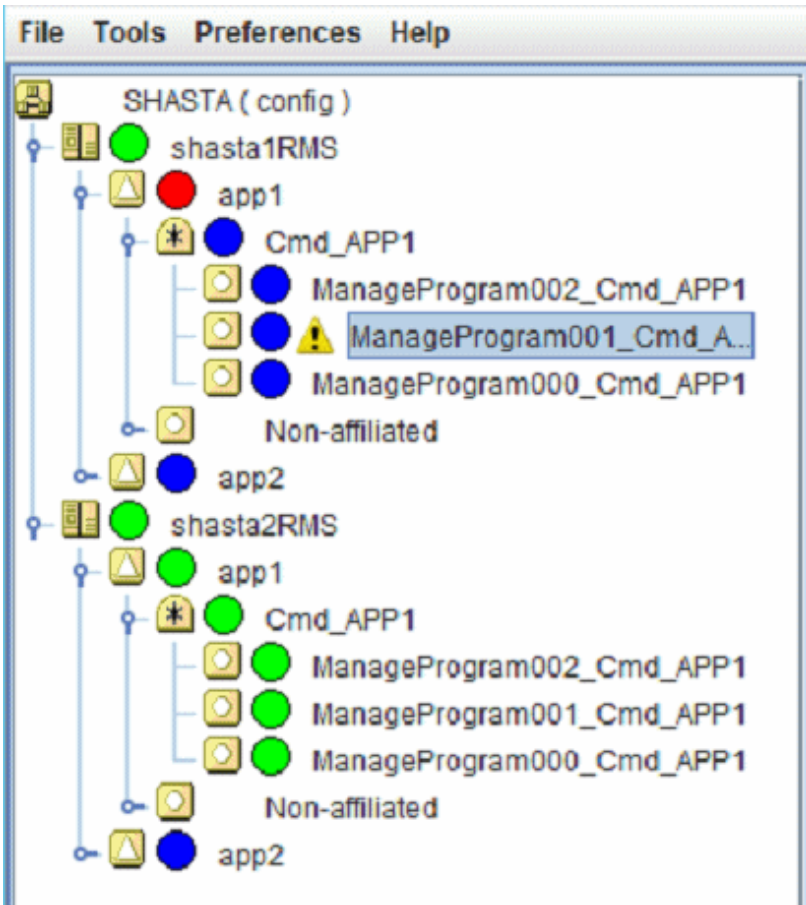 File Tools Preferences Help
SHASTA ( config )
shasta1RMS
app1
Cmd_APP1
ManageProgram002_Cmd_APP1
ManageProgram001_Cmd_A...
ManageProgram000_Cmd_APP1
Non-affiliated
app2
shasta2RMS
app1
Cmd_APP1
ManageProgram002_Cmd_APP1
ManageProgram001_Cmd_APP1
ManageProgram000_Cmd_APP1
Non-affiliated
app2